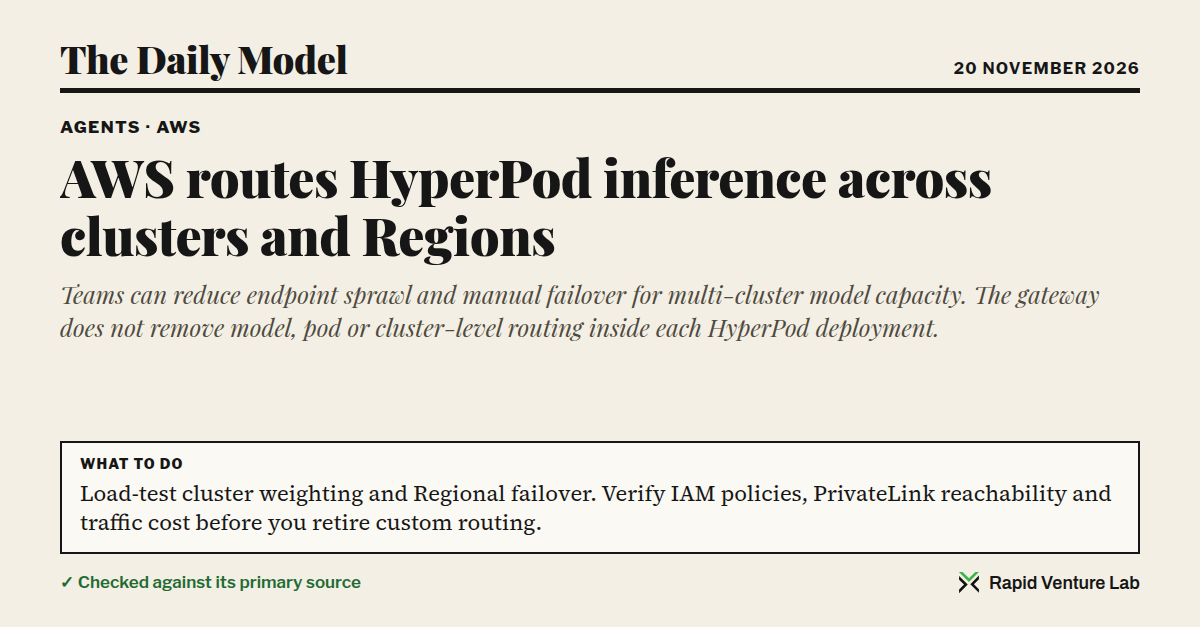 The Daily Model
20 NOVEMBER 2026
AGENTS · AWS
AWS routes HyperPod inference across
clusters and Regions
Teams can reduce endpoint sprawl and manual failover for multi-cluster model capacity. The gateway
does not remove model, pod or cluster-level routing inside each HyperPod deployment.
WHAT TO DO
Load-test cluster weighting and Regional failover. Verify IAM policies, PrivateLink reachability and
traffic cost before you retire custom routing.
✓ Checked against its primary source
Rapid Venture Lab